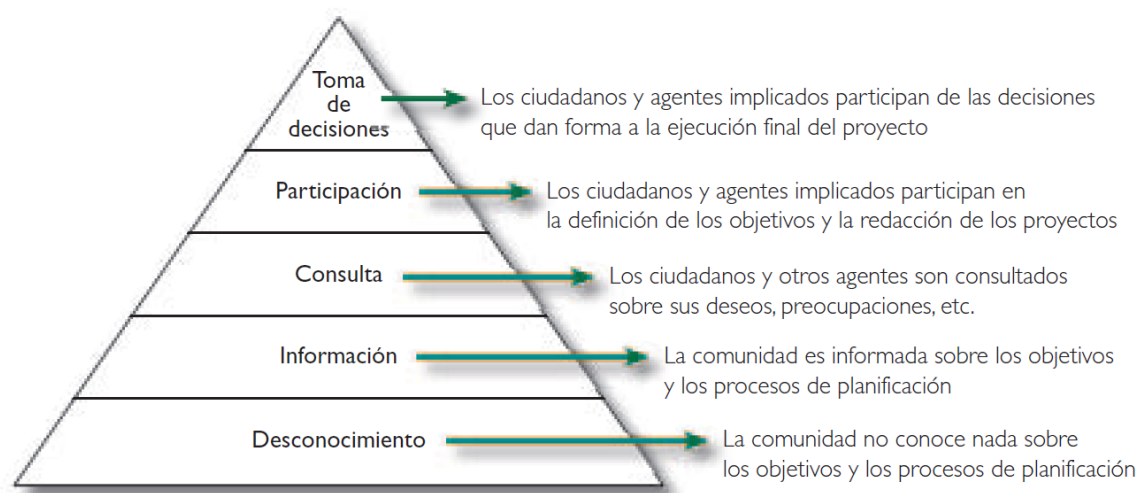 Toma
de
decisiones
Los ciudadanos y agentes implicados participan de las decisiones
que dan forma a la ejecución final del proyecto
Participación
Los ciudadanos y agentes implicados participan en
la definición de los objetivos y la redacción de los proyectos
Consulta
Los ciudadanos y otros agentes son consultados
sobre sus deseos, preocupaciones, etc.
Información
La comunidad es informada sobre los objetivos
y los procesos de planificación
Desconocimiento
La comunidad no conoce nada sobre
los objetivos y los procesos de planificación